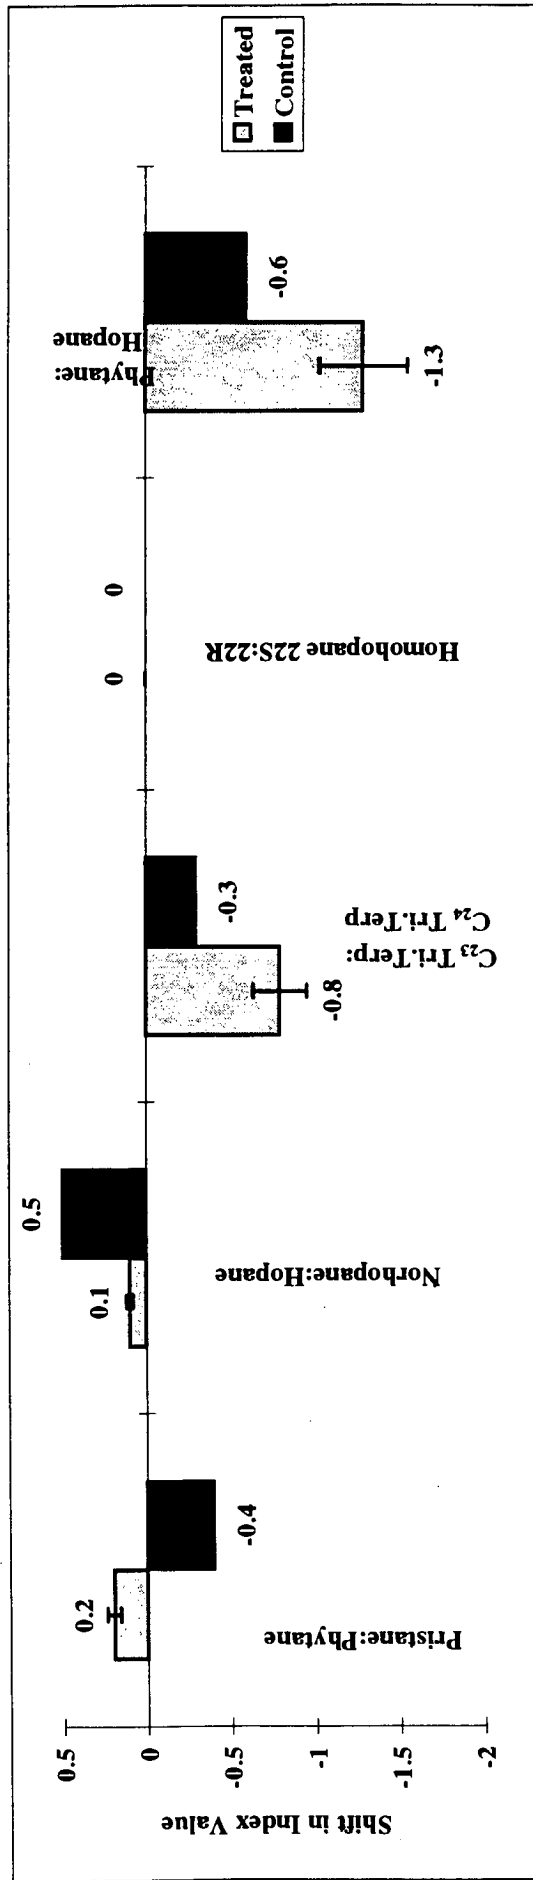 Shift in Index Value
0.5
0
-0.5
-1
-1.5
-2
0.2
-0.4
Pristane:Phytane
0.1
0.5
Norhopane:Hopane
-0.8
-0.3
C₂₃ Tri.Terp:
C₂₄ Tri.Terp
0
0
Homohopane 22S:22R
Phytane:
Hopane
-1.3
-0.6
Treated
Control